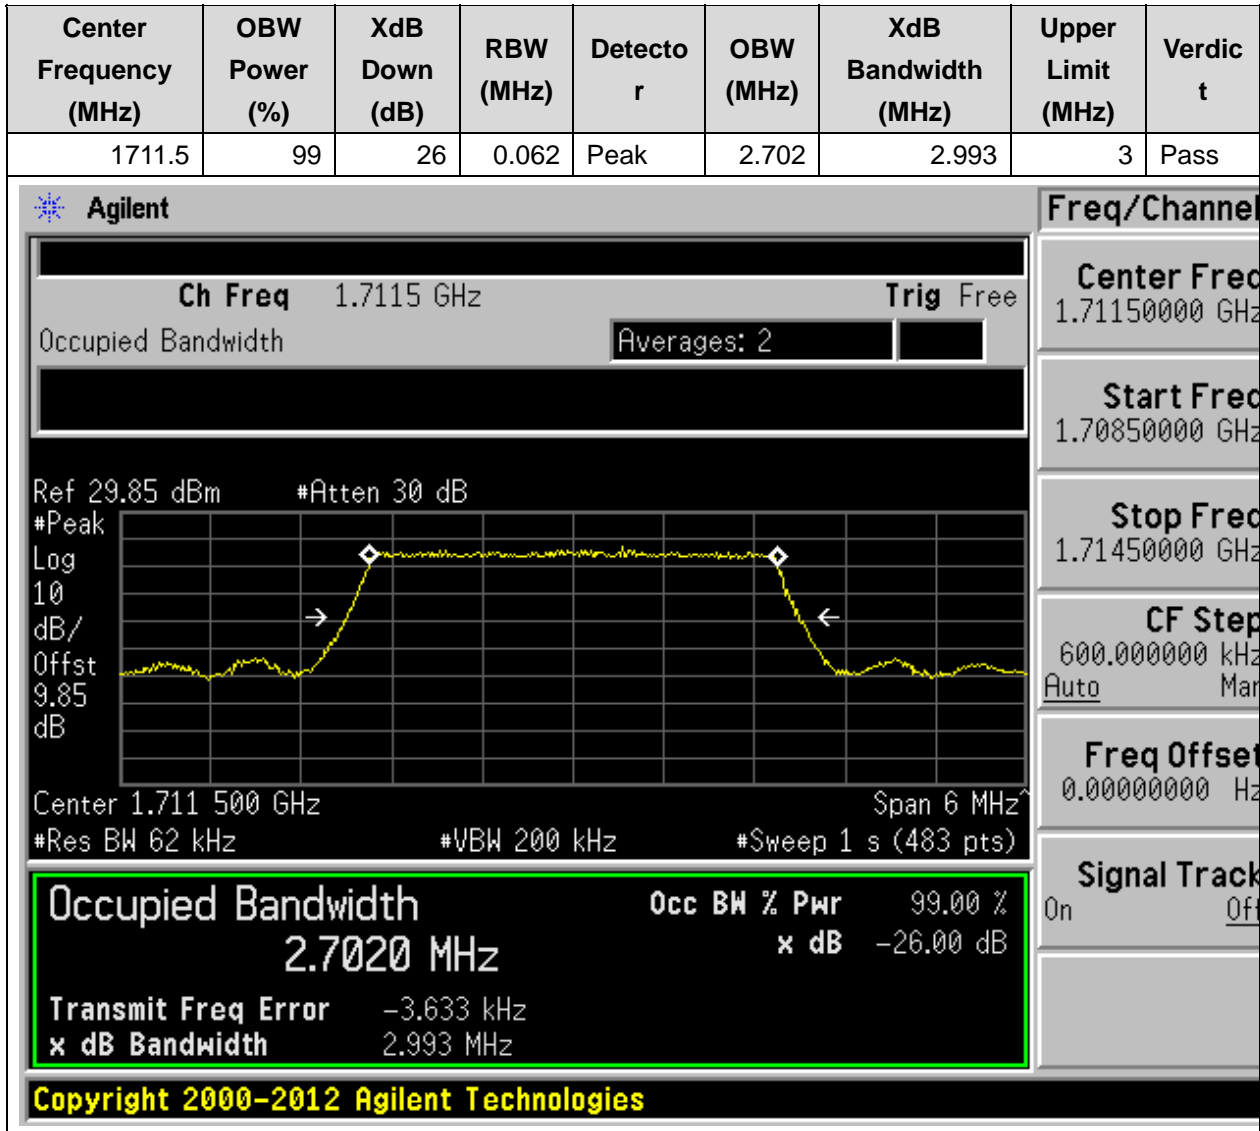 Center Frequency (MHz) OBW Power (%) XdB Down (dB) RBW (MHz) Detecto r OBW (MHz) XdB Bandwidth (MHz) Upper Limit (MHz) Verdic t
1711.5 99 26 0.062 Peak 2.702 2.993 3 Pass
Agilent
Freq/Channel
Ch Freq 1.7115 GHz Trig Free
Occupied Bandwidth Averages: 2
Center Freq
1.71150000 GHz
Start Freq
1.70850000 GHz
Stop Freq
1.71450000 GHz
CF Step
600.000000 kHz
Auto Man
Freq Offset
0.00000000 Hz
Signal Track
On Off
Ref 29.85 dBm #Atten 30 dB
#Peak
Log
10
dB/
Offst
9.85
dB
Center 1.711 500 GHz Span 6 MHz^
#Res BW 62 kHz #VBW 200 kHz #Sweep 1 s (483 pts)
Occupied Bandwidth
2.7020 MHz
Occ BW % Pwr 99.00 %
x dB -26.00 dB
Transmit Freq Error -3.633 kHz
x dB Bandwidth 2.993 MHz
Copyright 2000-2012 Agilent Technologies